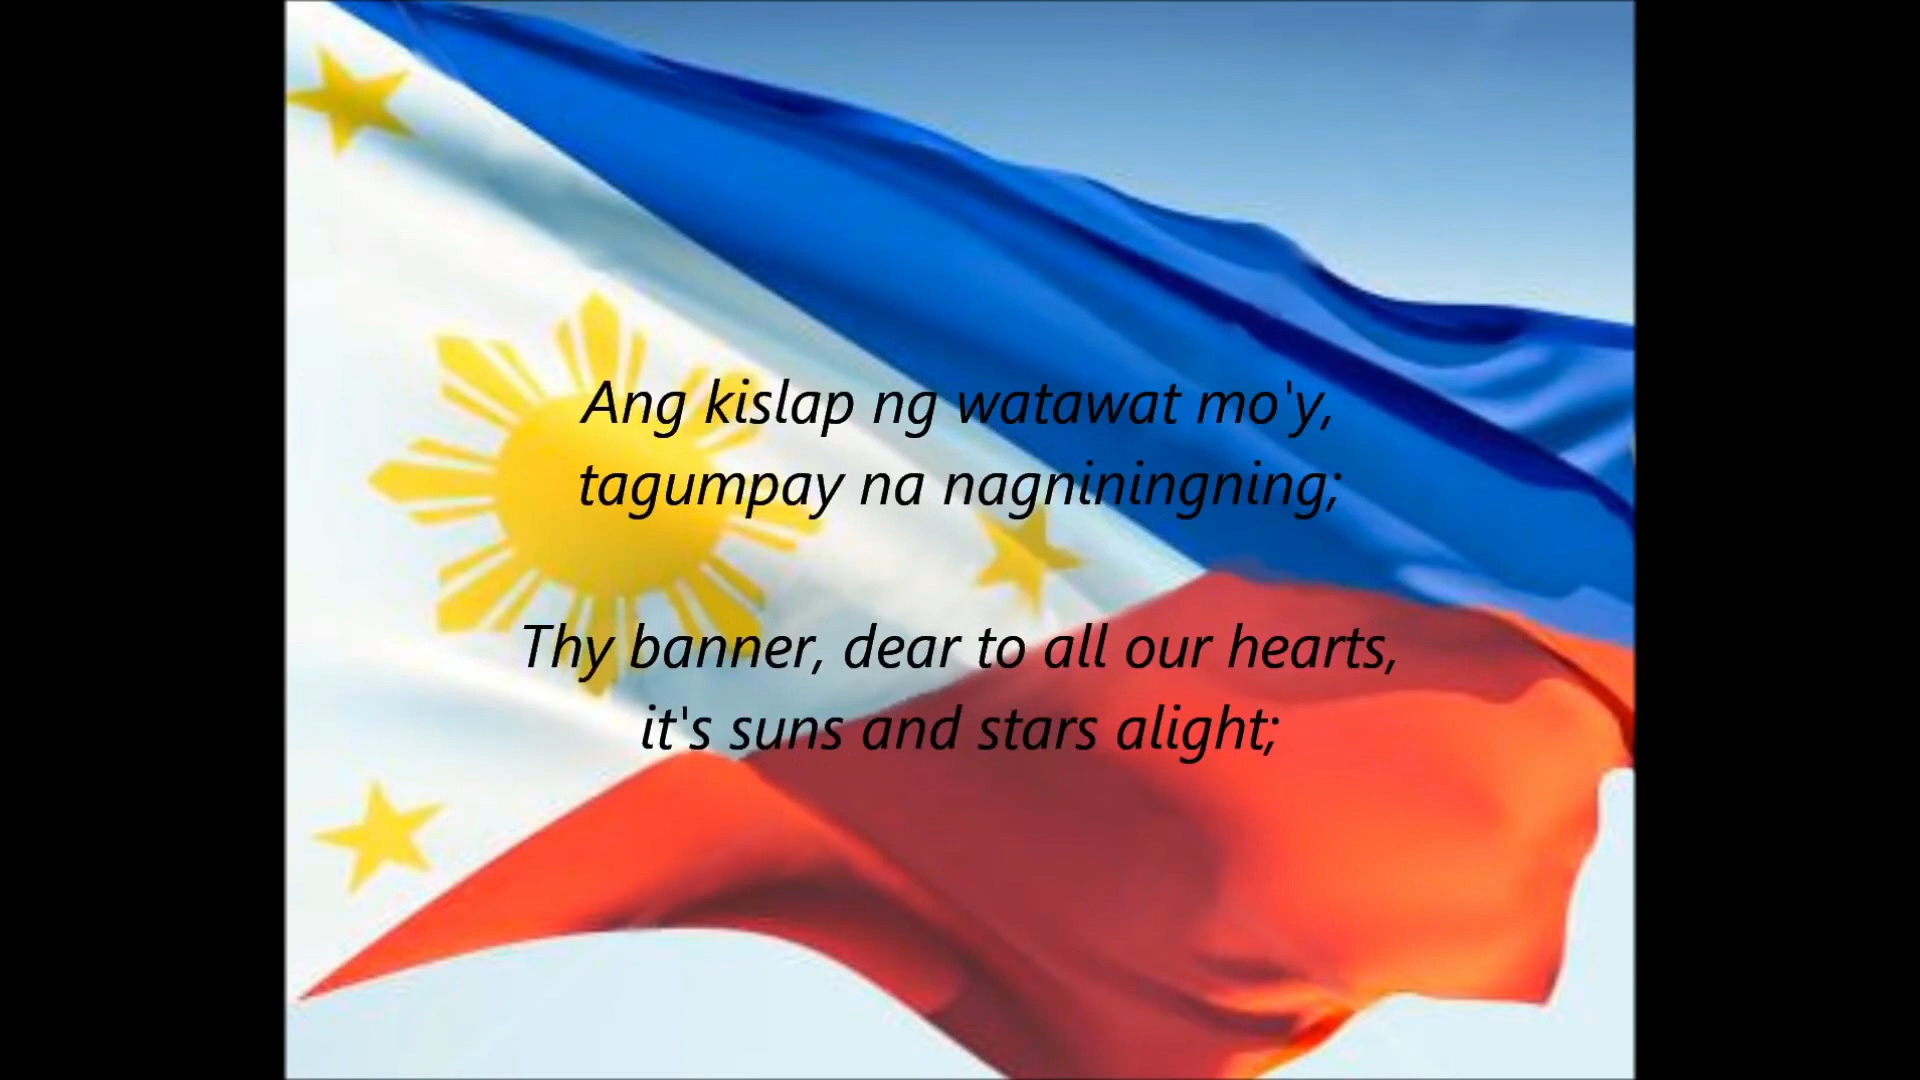 Ang kislap ng watawat mo'y,
tagumpay na nagniningning;
Thy banner, dear to all our hearts,
it's suns and stars alight;